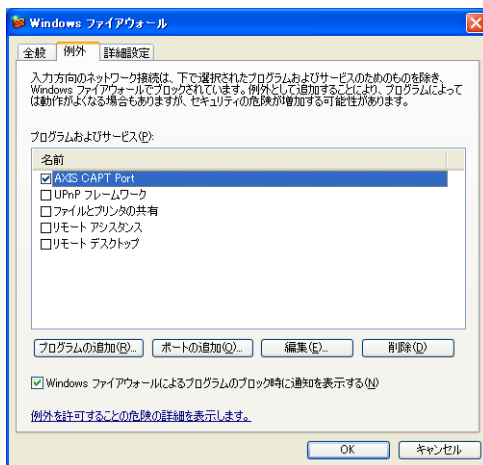 Windows ファイアウォール
全般
例外
詳細設定
入力方向のネットワーク接続は、下で選択されたプログラムおよびサービスのためのものを除き、
Windows ファイアウォールでブロックされています。例外として追加することにより、プログラムによって
は動作がよくなる場合もありますが、セキュリティの危険が増加する可能性があります。
プログラムおよびサービス(P):
名前
AXIS CAPT Port
UPnP フレームワーク
ファイルとプリンタの共有
リモート アシスタンス
リモート デスクトップ
プログラムの追加(R)... ポートの追加(O)... 編集(E)... 削除(D)
Windows ファイアウォールによるプログラムのブロック時に通知を表示する(N)
例外を許可することの危険の詳細を表示します。
OK キャンセル